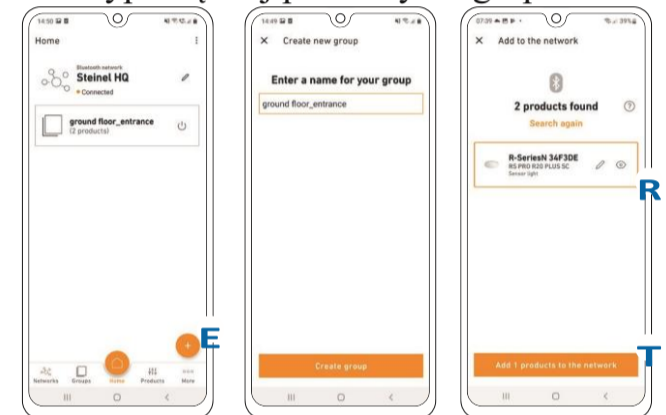 14:50
Home
Bluetooth network
Steinel HQ
Connected
ground floor_entrance
(2 products)
+
E
Networks
Groups
Home
Products
More
14:49
Create new group
Enter a name for your group
ground floor_entrance
Create group
07:09
39%
Add to the network
2 products found
Search again
R-SeriesN 34F3DE
RS PRO R20 PLUS SC
Sensor light
R
Add 1 products to the network
T